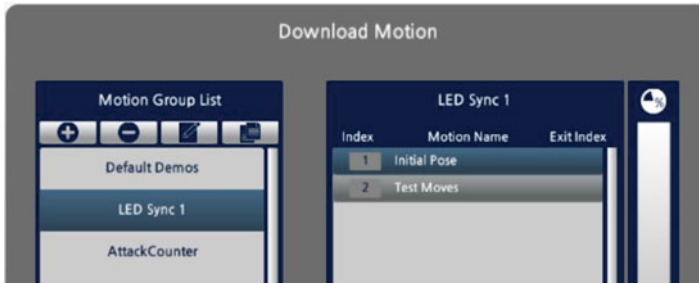 Download Motion
Motion Group List
Default Demos
LED Sync 1
AttackCounter
LED Sync 1
Index Motion Name Exit Index
1 Initial Pose
2 Test Moves
%